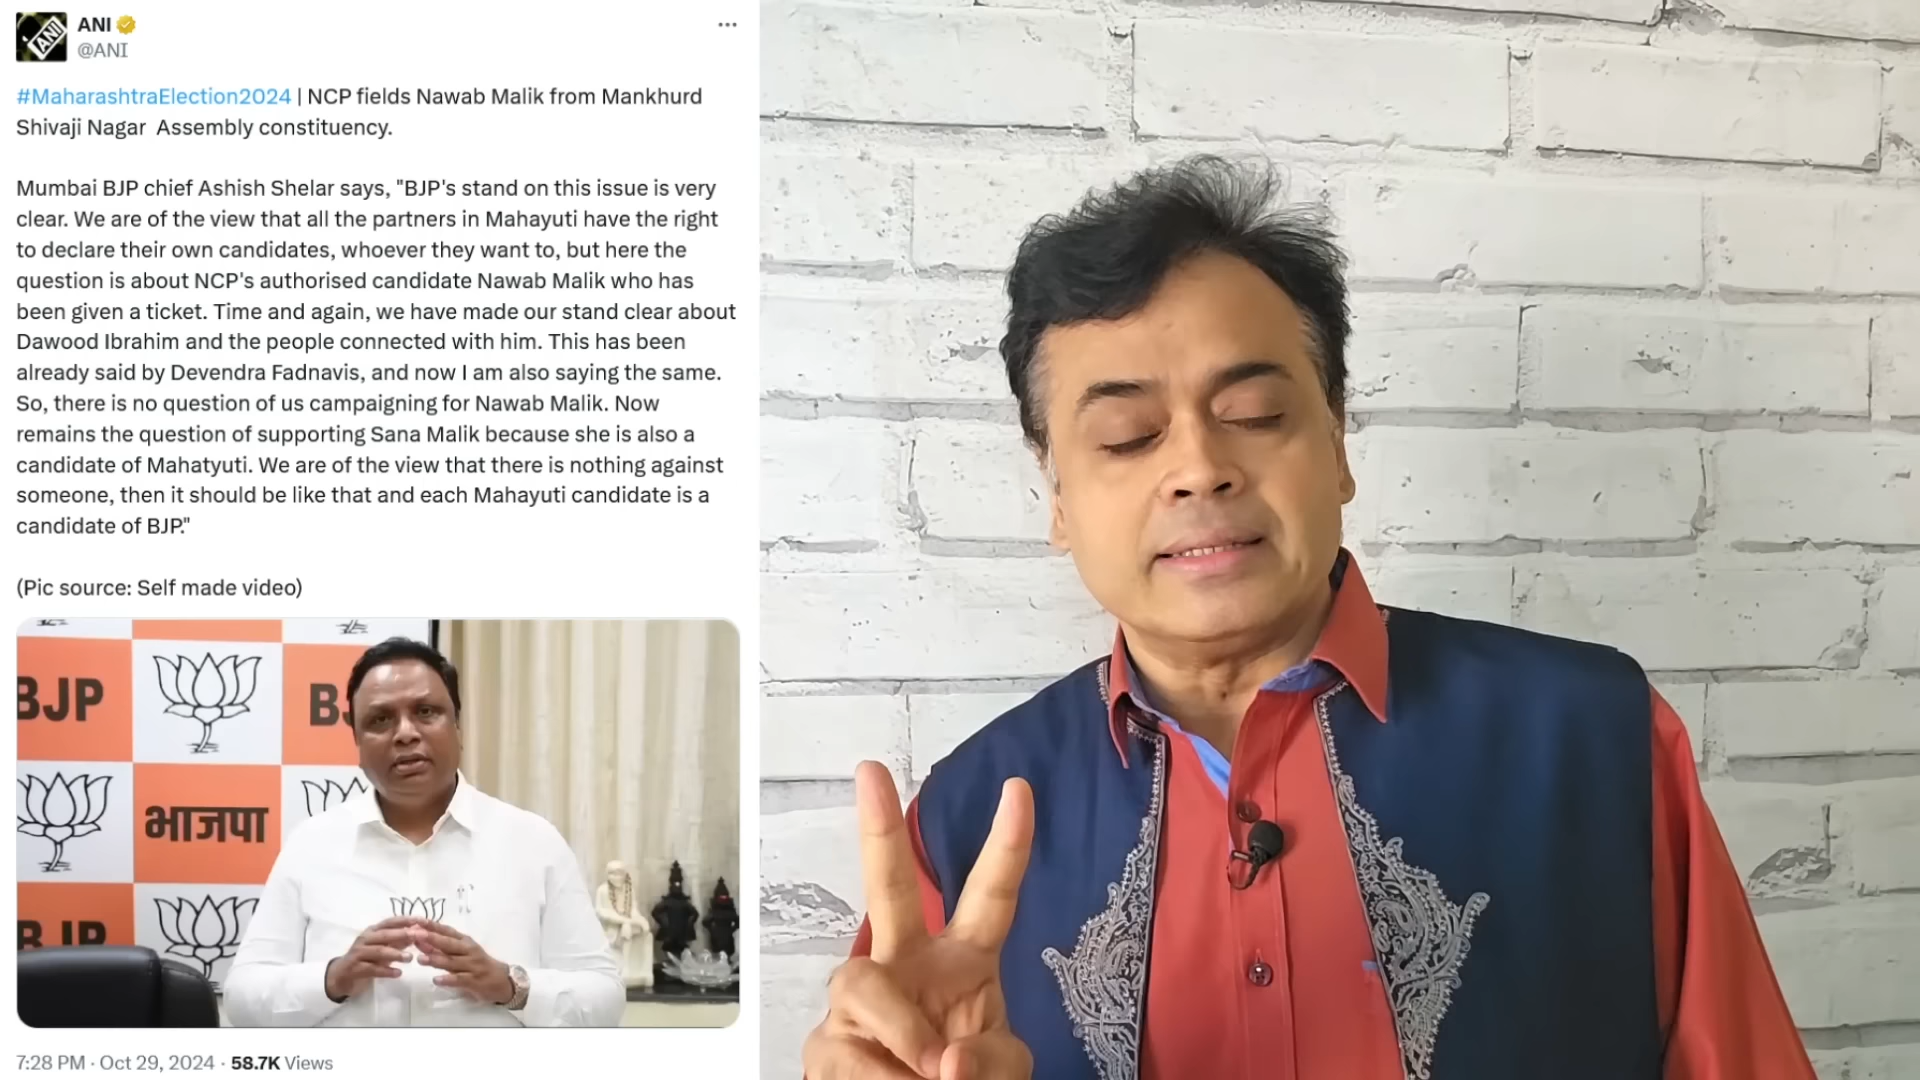 ANI
@ANI
#MaharashtraElection2024 | NCP fields Nawab Malik from Mankhurd
Shivaji Nagar Assembly constituency.
Mumbai BJP chief Ashish Shelar says, "BJP's stand on this issue is very
clear. We are of the view that all the partners in Mahayuti have the right
to declare their own candidates, whoever they want to, but here the
question is about NCP's authorised candidate Nawab Malik who has
been given a ticket. Time and again, we have made our stand clear about
Dawood Ibrahim and the people connected with him. This has been
already said by Devendra Fadnavis, and now I am also saying the same.
So, there is no question of us campaigning for Nawab Malik. Now
remains the question of supporting Sana Malik because she is also a
candidate of Mahatyuti. We are of the view that there is nothing against
someone, then it should be like that and each Mahayuti candidate is a
candidate of BJP."
(Pic source: Self made video)
BJP
BJ
भाजपा
BJP
7:28 PM · Oct 29, 2024 · 58.7K Views